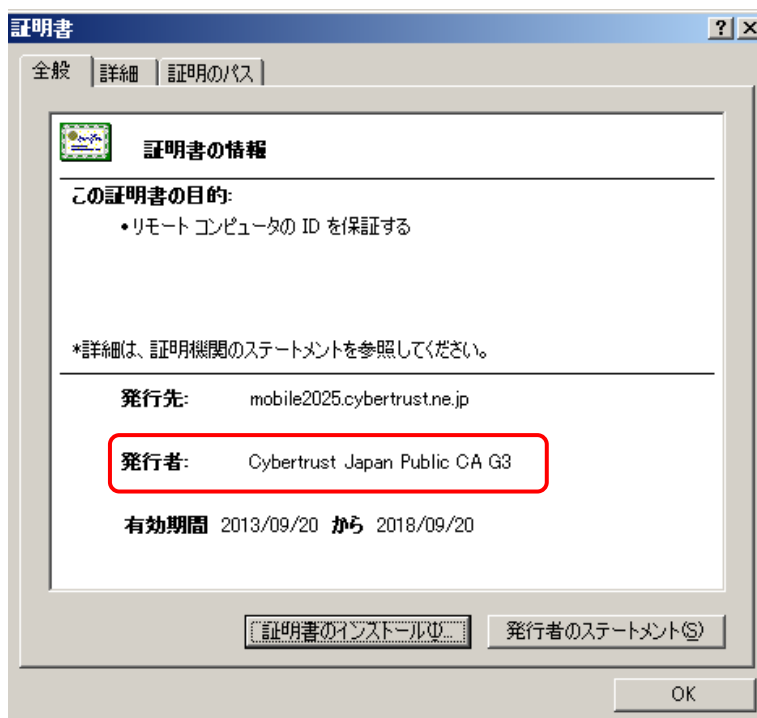 証明書
全般 詳細 証明のパス
証明書の情報
この証明書の目的:
•リモート コンピュータの ID を保証する
*詳細は、証明機関のステートメントを参照してください。
発行先: mobile2025.cybertrust.ne.jp
発行者: Cybertrust Japan Public CA G3
有効期間 2013/09/20 から 2018/09/20
証明書のインストール(I)... 発行者のステートメント(S)
OK